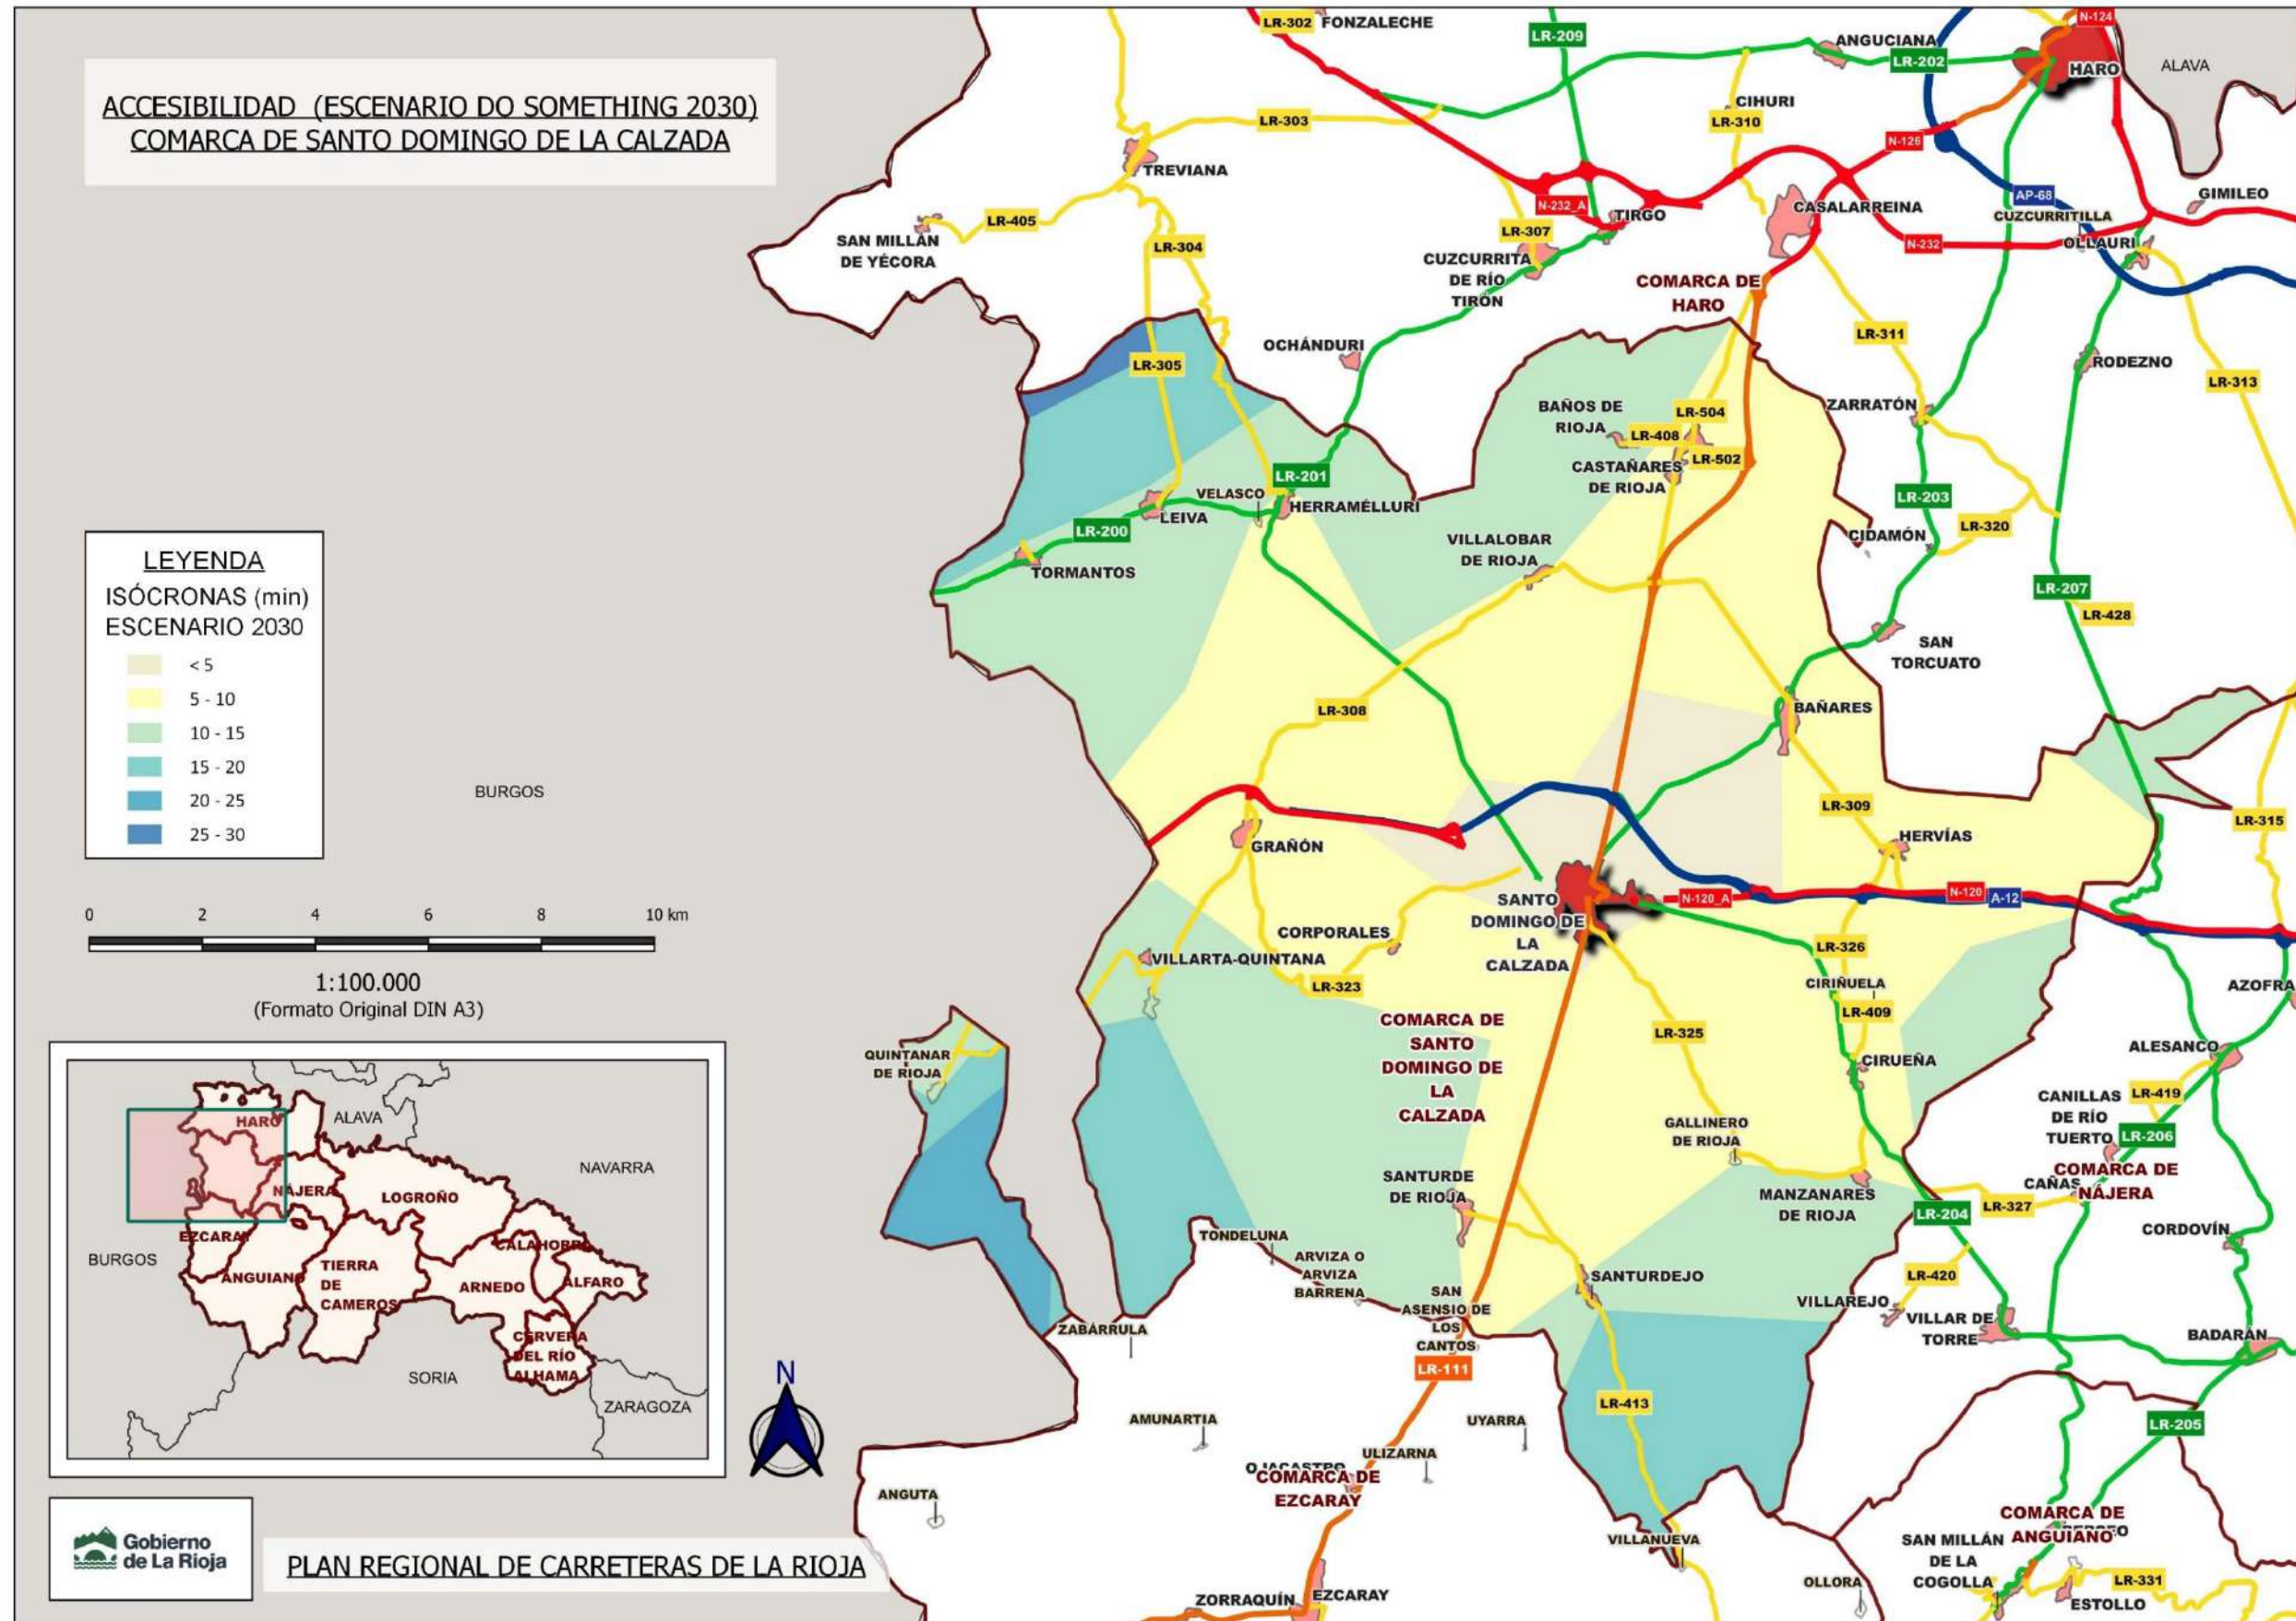 ACCESIBILIDAD (ESCENARIO DO SOMETHING 2030)
COMARCA DE SANTO DOMINGO DE LA CALZADA
LR-302
FONZALECHE
LR-209
ANGUCIANA
LR-202
N-124
HARO
ALAVA
CIHURI
LR-310
LR-303
N-126
TREVIANA
AP-68
GIMILEO
CUZCURRITILLA
LR-405
N-232_A
TIRGO
CASALARREINA
SAN MILLÁN
DE YÉCORA
LR-304
LR-307
N-232
OLLAURI
CUZCURRITA
DE RÍO
TIRÓN
COMARCA DE
HARO
LR-311
OCHÁNDURI
LR-305
RODEZNO
LR-313
BAÑOS DE
RIOJA
LR-504
ZARRATÓN
LR-408
LR-502
CASTAÑARES
DE RIOJA
LR-201
VELASCO
HERRAMÉLLURI
LEIVA
LR-203
LR-200
LR-320
CIDAMÓN
VILLALOBAR
DE RIOJA
TORMANTOS
LR-207
LR-428
SAN
TORCUATO
LEYENDA
ISÓCRONAS (min)
ESCENARIO 2030
< 5
5 - 10
10 - 15
15 - 20
20 - 25
25 - 30
BURGOS
LR-308
BAÑARES
LR-309
LR-315
HERVÍAS
GRAÑÓN
SANTO
DOMINGO DE
LA
CALZADA
N-120_A
N-120
A-12
0 2 4 6 8 10 km
1:100.000
(Formato Original DIN A3)
CORPORALES
LR-326
VILLARTA-QUINTANA
LR-323
CIRIÑUELA
AZOFRA
LR-409
COMARCA DE
SANTO
DOMINGO DE
LA
CALZADA
LR-325
ALESANCO
QUINTANAR
DE RIOJA
CIRUEÑA
LR-419
CANILLAS
DE RÍO
TUERTO
LR-206
GALLINERO
DE RIOJA
COMARCA DE
NÁJERA
CAÑAS
SANTURDE
DE RIOJA
MANZANARES
DE RIOJA
LR-327
LR-204
CORDOVÍN
TONDELUNA
ARVIZA O
ARVIZA
BARRENA
SANTURDEJO
LR-420
SAN
ASENSIO DE
LOS
CANTOS
VILLAREJO
VILLAR DE
TORRE
BADARÁN
ZABÁRRULA
LR-111
LR-413
AMUNARTIA
UYARRA
LR-205
ULIZARNA
OJACASTRO
COMARCA DE
EZCARAY
ANGUTA
COMARCA DE
ANGUIANO
VILLANUEVA
SAN MILLÁN
DE LA
COGOLLA
OLLORA
LR-331
ESTOLLO
ZORRAQUÍN
EZCARAY
HARO
ALAVA
NAVARRA
NÁJERA
LOGROÑO
EZCARAY
BURGOS
CALAHORRA
ANGUIANO
TIERRA
DE
CAMEROS
ARNEDO
ALFARO
CERVERA
DEL RÍO
ALHAMA
SORIA
ZARAGOZA
N
Gobierno
de La Rioja
PLAN REGIONAL DE CARRETERAS DE LA RIOJA